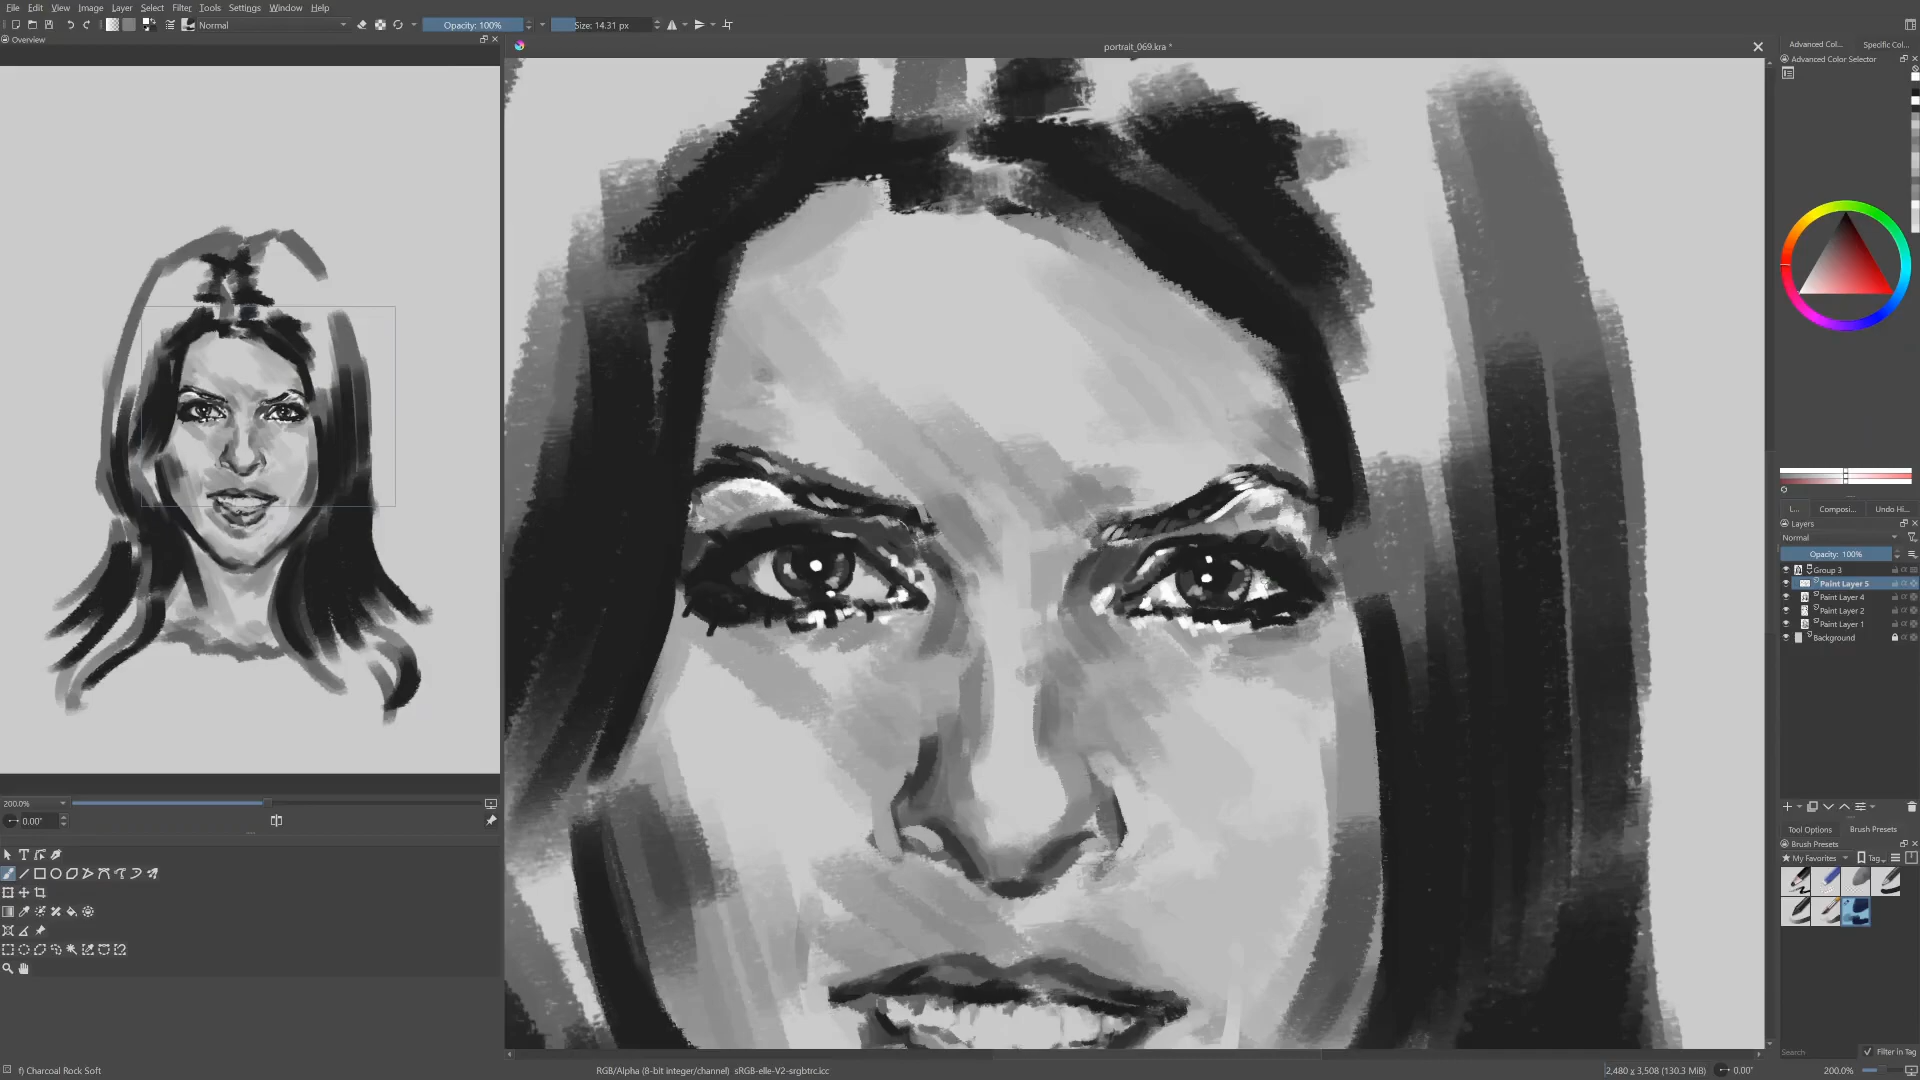 File Edit View Image Layer Select Filter Tools Settings Window Help
Normal Opacity: 100% Size: 14.31 px
Overview
portrait_069.kra *
Advanced Col... Specific Col...
Advanced Color Selector
L... Composi... Undo Hi...
Layers
Normal
Opacity: 100%
Group 3
Paint Layer 5
Paint Layer 4
Paint Layer 2
Paint Layer 1
Background
200.0%
0.00°
Tool Options Brush Presets
Brush Presets
My Favorites Tag
Search Filter in Tag
f) Charcoal Rock Soft RGB/Alpha (8-bit integer/channel) sRGB-elle-V2-srgbtrc.icc 2,480 x 3,508 (130.3 MiB) 0.00° 200.0%